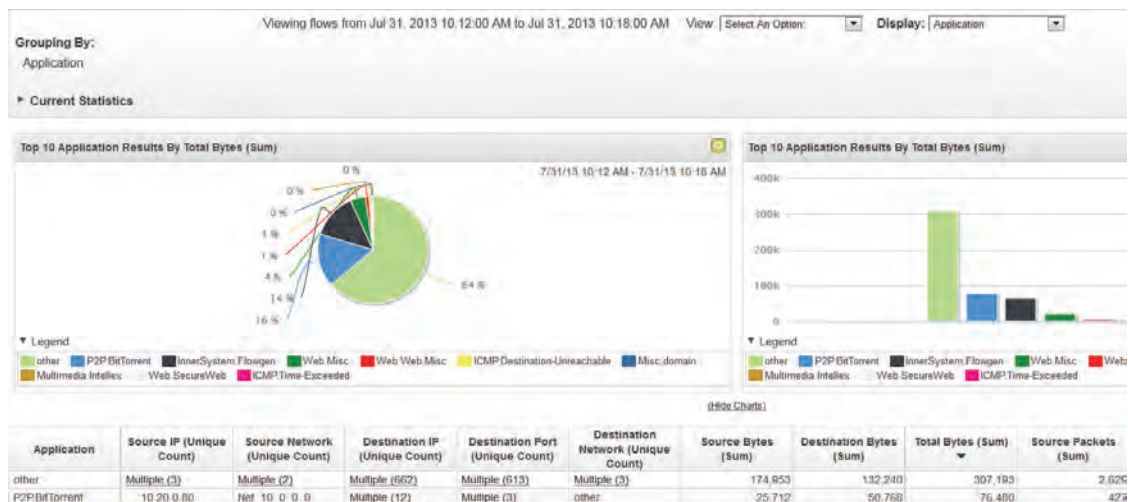 Viewing flows from Jul 31, 2013 10:12:00 AM to Jul 31, 2013 10:18:00 AM View: Select An Option: Display: Application
Grouping By:
Application
Current Statistics
Top 10 Application Results By Total Bytes (Sum)
7/31/13 10:12 AM - 7/31/13 10:18 AM
0 %
0 %
0 %
1 %
1 %
4 %
14 %
16 %
64 %
Legend
other P2P.BitTorrent InnerSystem.Flowgen Web.Misc Web.Web.Misc ICMP.Destination-Unreachable Misc.domain
Multimedia.Intellex Web.SecureWeb ICMP.Time-Exceeded
Top 10 Application Results By Total Bytes (Sum)
400k
300k
200k
100k
0
Legend
other P2P.BitTorrent InnerSystem.Flowgen Web.Misc
Multimedia.Intellex Web.SecureWeb ICMP.Time-Exceeded
(Hide Charts)
Application Source IP (Unique Count) Source Network (Unique Count) Destination IP (Unique Count) Destination Port (Unique Count) Destination Network (Unique Count) Source Bytes (Sum) Destination Bytes (Sum) Total Bytes (Sum) Source Packets (Sum)
other Multiple (3) Multiple (2) Multiple (662) Multiple (613) Multiple (3) 174,953 132,240 307,193 2,629
P2P.BitTorrent 10.20.0.80 Net_10_0_0_0 Multiple (12) Multiple (3) other 25,712 50,768 76,480